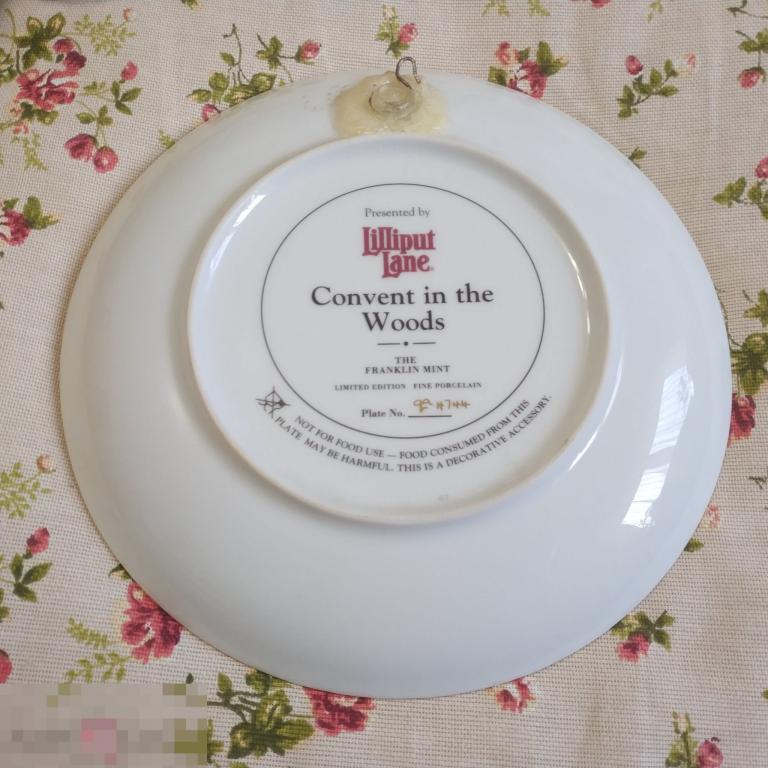 Presented by
Lilliput
Lane®
Convent in the
Woods
THE
FRANKLIN MINT
LIMITED EDITION FINE PORCELAIN
Plate No.
NOT FOR FOOD USE — FOOD CONSUMED FROM THIS
PLATE MAY BE HARMFUL. THIS IS A DECORATIVE ACCESSORY.